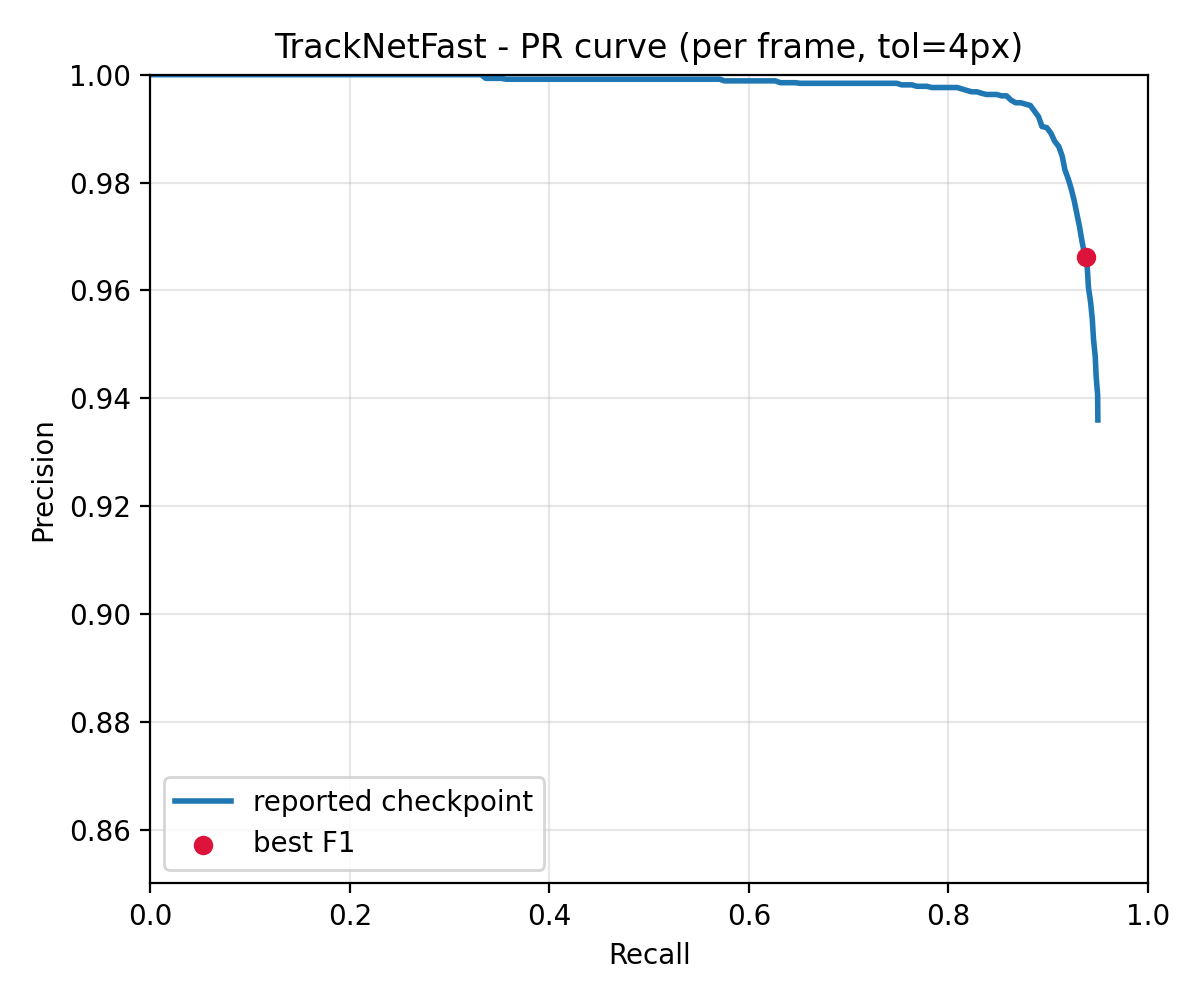 TrackNetFast - PR curve (per frame, tol=4px)
1.00
0.98
0.96
0.94
0.92
0.90
0.88
0.86
Precision
reported checkpoint
best F1
0.0 0.2 0.4 0.6 0.8 1.0
Recall